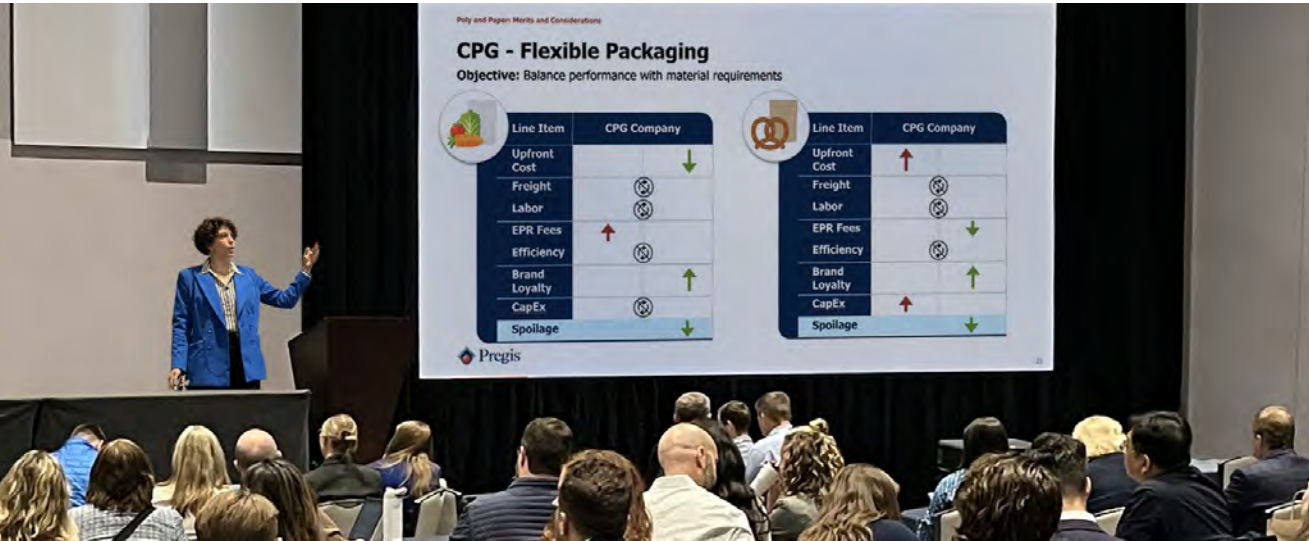 Poly and Paper: Merits and Considerations
CPG - Flexible Packaging
Objective: Balance performance with material requirements
Line Item CPG Company
Upfront
Cost
Freight
Labor
EPR Fees
Efficiency
Brand
Loyalty
CapEx
Spoilage
Line Item CPG Company
Upfront
Cost
Freight
Labor
EPR Fees
Efficiency
Brand
Loyalty
CapEx
Spoilage
Pregis